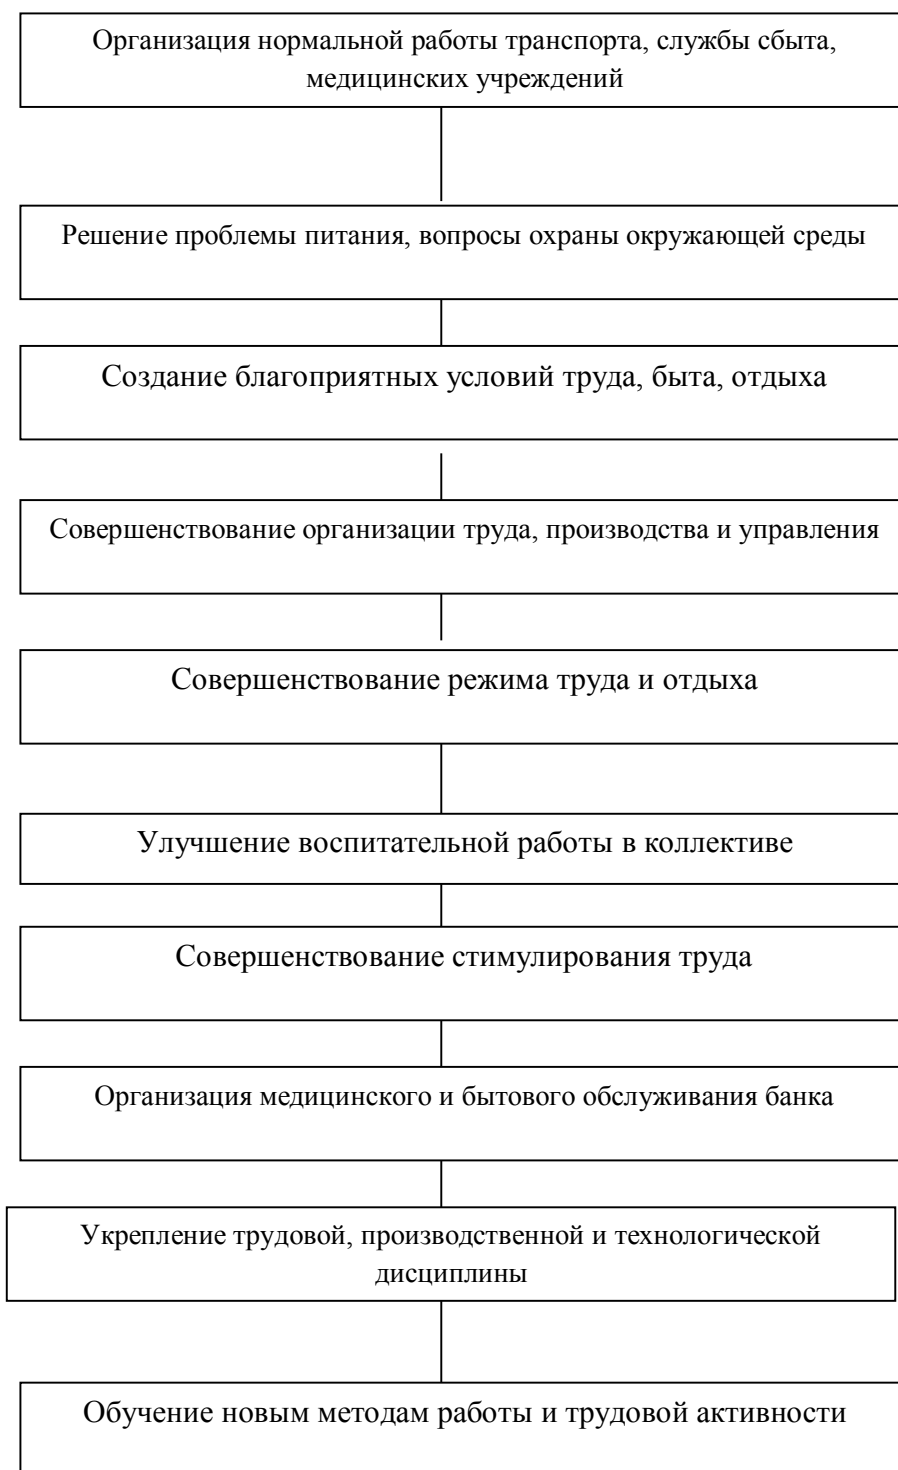 Организация нормальной работы транспорта, службы сбыта,
медицинских учреждений
Решение проблемы питания, вопросы охраны окружающей среды
Создание благоприятных условий труда, быта, отдыха
Совершенствование организации труда, производства и управления
Совершенствование режима труда и отдыха
Улучшение воспитательной работы в коллективе
Совершенствование стимулирования труда
Организация медицинского и бытового обслуживания банка
Укрепление трудовой, производственной и технологической
дисциплины
Обучение новым методам работы и трудовой активности